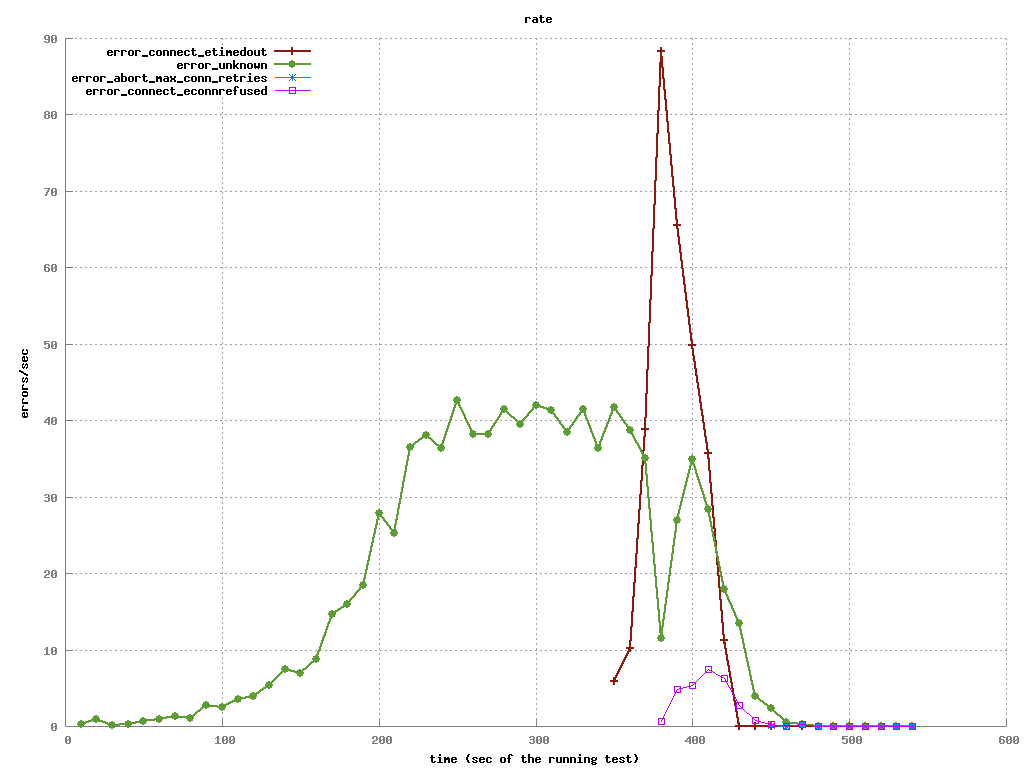 rate
90
80
70
60
50
40
30
20
10
0
errors/sec
error_connect_etimedout
error_unknown
error_abort_max_conn_retries
error_connect_econnrefused
0 100 200 300 400 500 600
time (sec of the running test)